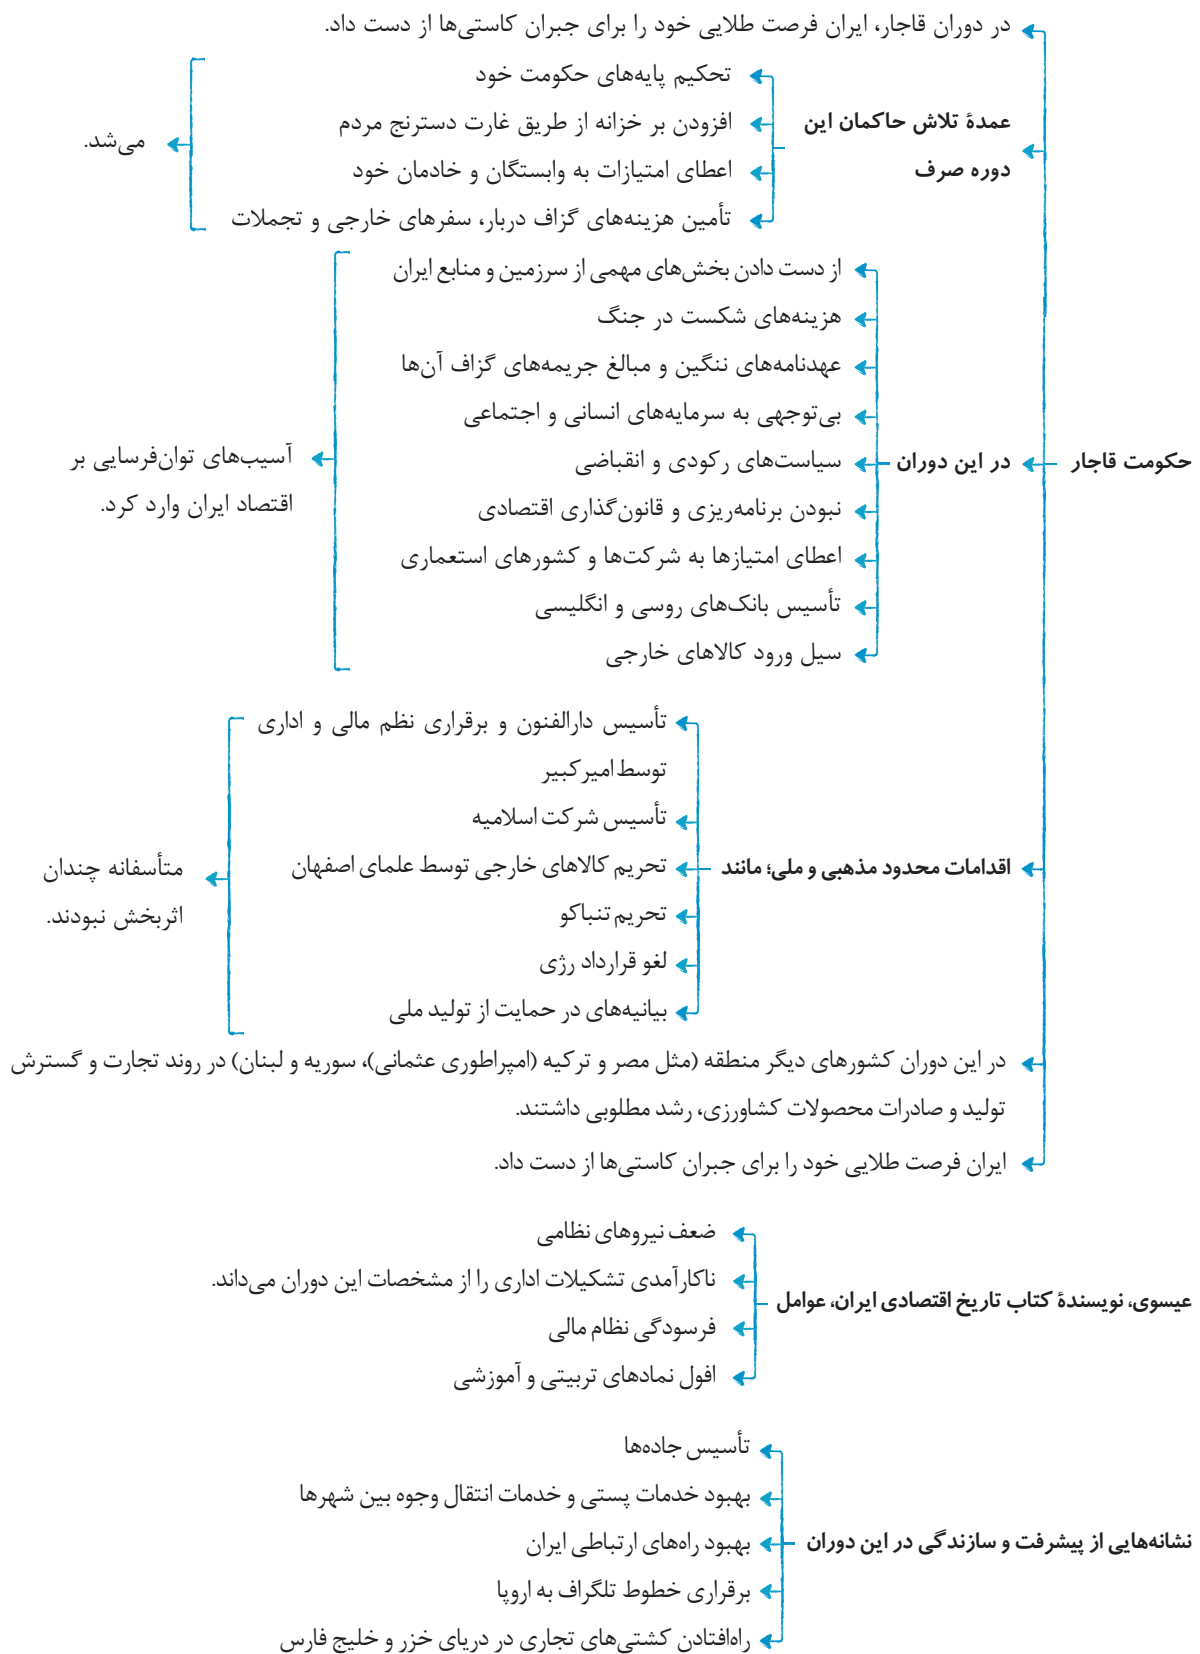 در دوران قاجار، ایران فرصت طلایی خود را برای جبران کاستی‌ها از دست داد.
عمدهٔ تلاش حاکمان این
دوره صرف
تحکیم پایه‌های حکومت خود
افزودن بر خزانه از طریق غارت دسترنج مردم
اعطای امتیازات به وابستگان و خادمان خود
تأمین هزینه‌های گزاف دربار، سفرهای خارجی و تجملات
می‌شد.
حکومت قاجار
در این دوران
از دست دادن بخش‌های مهمی از سرزمین و منابع ایران
هزینه‌های شکست در جنگ
عهدنامه‌های ننگین و مبالغ جریمه‌های گزاف آن‌ها
بی‌توجهی به سرمایه‌های انسانی و اجتماعی
سیاست‌های رکودی و انقباضی
نبودن برنامه‌ریزی و قانون‌گذاری اقتصادی
اعطای امتیازها به شرکت‌ها و کشورهای استعماری
تأسیس بانک‌های روسی و انگلیسی
سیل ورود کالاهای خارجی
آسیب‌های توان‌فرسایی بر
اقتصاد ایران وارد کرد.
اقدامات محدود مذهبی و ملی؛ مانند
تأسیس دارالفنون و برقراری نظم مالی و اداری
توسط امیرکبیر
تأسیس شرکت اسلامیه
تحریم کالاهای خارجی توسط علمای اصفهان
تحریم تنباکو
لغو قرارداد رژی
بیانیه‌های در حمایت از تولید ملی
متأسفانه چندان
اثربخش نبودند.
در این دوران کشورهای دیگر منطقه (مثل مصر و ترکیه (امپراطوری عثمانی)، سوریه و لبنان) در روند تجارت و گسترش
تولید و صادرات محصولات کشاورزی، رشد مطلوبی داشتند.
ایران فرصت طلایی خود را برای جبران کاستی‌ها از دست داد.
عیسوی، نویسندهٔ کتاب تاریخ اقتصادی ایران، عوامل
ضعف نیروهای نظامی
ناکارآمدی تشکیلات اداری را از مشخصات این دوران می‌داند.
فرسودگی نظام مالی
افول نمادهای تربیتی و آموزشی
نشانه‌هایی از پیشرفت و سازندگی در این دوران
تأسیس جاده‌ها
بهبود خدمات پستی و خدمات انتقال وجوه بین شهرها
بهبود راه‌های ارتباطی ایران
برقراری خطوط تلگراف به اروپا
راه‌افتادن کشتی‌های تجاری در دریای خزر و خلیج فارس